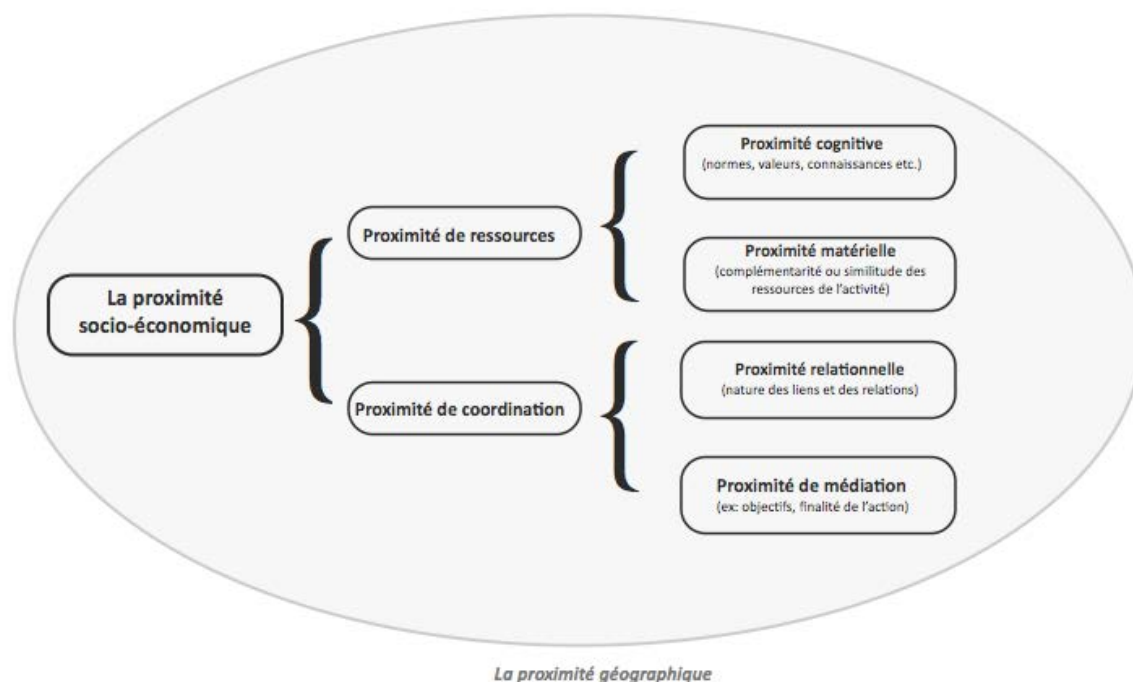 La proximité
socio-économique
Proximité de ressources
Proximité de coordination
Proximité cognitive
(normes, valeurs, connaissances etc.)
Proximité matérielle
(complémentarité ou similitude des
ressources de l'activité)
Proximité relationnelle
(nature des liens et des relations)
Proximité de médiation
(ex: objectifs, finalité de l'action)
La proximité géographique